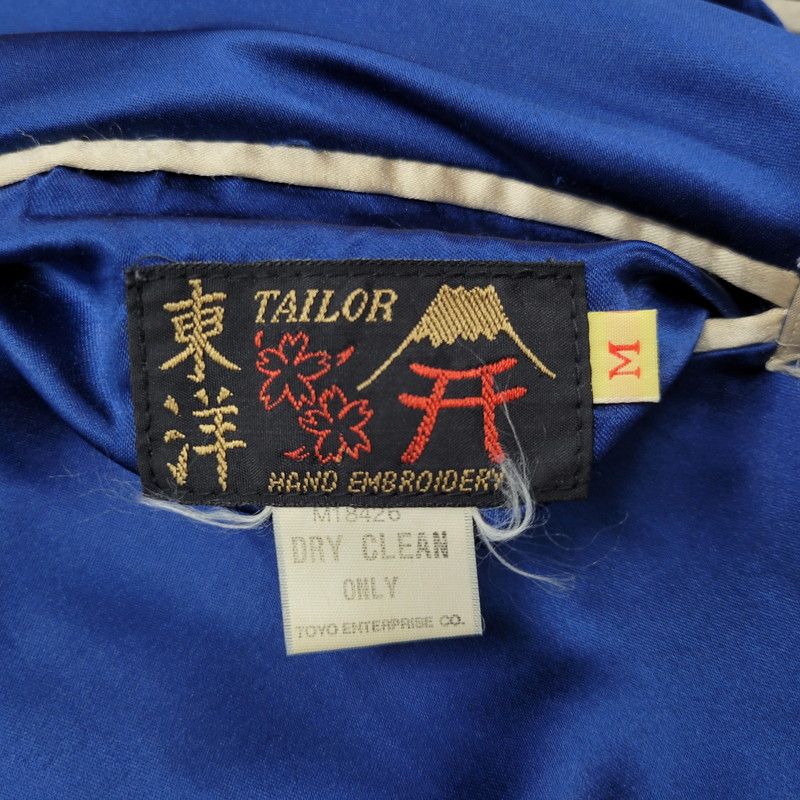 東洋
TAILOR
HAND EMBROIDERY
M
M18426
DRY CLEAN
ONLY
TOYO ENTERPRISE CO.